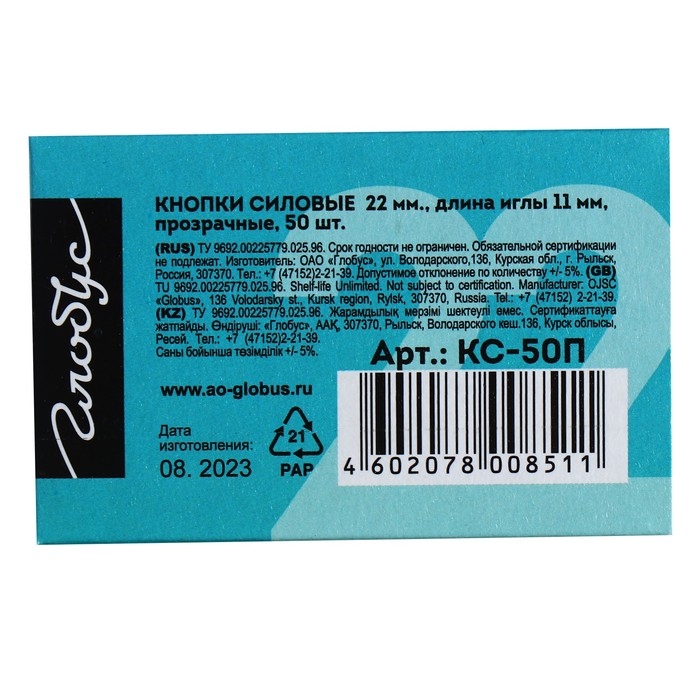 Глобус
КНОПКИ СИЛОВЫЕ 22 мм., длина иглы 11 мм,
прозрачные, 50 шт.
(RUS) ТУ 9692.00225779.025.96. Срок годности не ограничен. Обязательной сертификации
не подлежат. Изготовитель: ОАО «Глобус», ул. Володарского,136, Курская обл., г. Рыльск,
Россия, 307370, Тел.: +7 (47152)2-21-39. Допустимое отклонение по количеству +/- 5%. (GB)
TU 9692.00225779.025.96. Shelf-life Unlimited. Not subject to certification. Manufacturer: OJSC
«Globus», 136 Volodarsky st., Kursk region, Rylsk, 307370, Russia. Tel.: +7 (47152) 2-21-39.
(KZ) ТУ 9692.00225779.025.96. Жарамдылық мерзімі шектеулі емес. Сертификаттауға
жатпайды. Өндіруші: «Глобус», ААҚ, 307370, Рыльск, Володарского көш.136, Курск облысы,
Ресей. Тел.: +7 (47152)2-21-39.
Саны бойынша төзімділік +/- 5%.
Арт.: КС-50П
www.ao-globus.ru
Дата
изготовления:
08. 2023
21
PAP
4 602078 008511
22